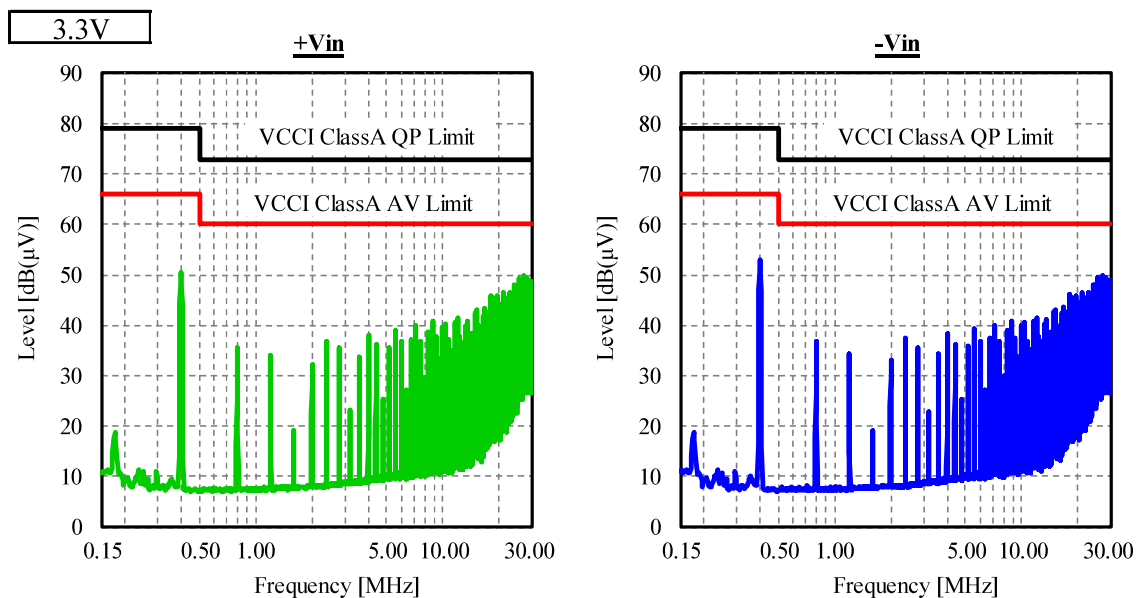 3.3V
+Vin
90
80
70
60
50
40
30
20
10
0
Level [dB(μV)]
VCCI ClassA QP Limit
VCCI ClassA AV Limit
0.15 0.50 1.00 5.00 10.00 30.00
Frequency [MHz]
-Vin
90
80
70
60
50
40
30
20
10
0
Level [dB(μV)]
VCCI ClassA QP Limit
VCCI ClassA AV Limit
0.15 0.50 1.00 5.00 10.00 30.00
Frequency [MHz]